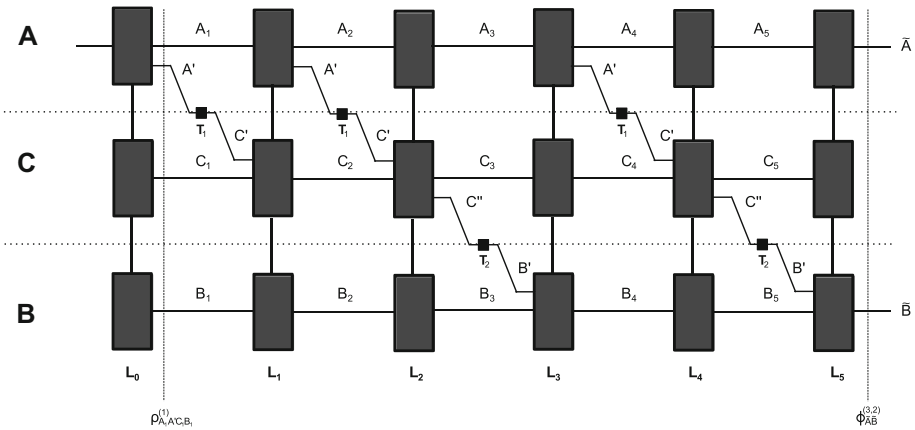 A A₁ A₂ A₃ A₄ A₅ Ã
A' A' A'
T₁ T₁ T₁
C C' C' C'
C₁ C₂ C₃ C₄ C₅
C'' C''
T₂ T₂
B' B'
B B₁ B₂ B₃ B₄ B₅ B̃
L₀ L₁ L₂ L₃ L₄ L₅
ρ⁽¹⁾A₁A'C₁B₁ ϕ⁽³,²⁾ÃB̃